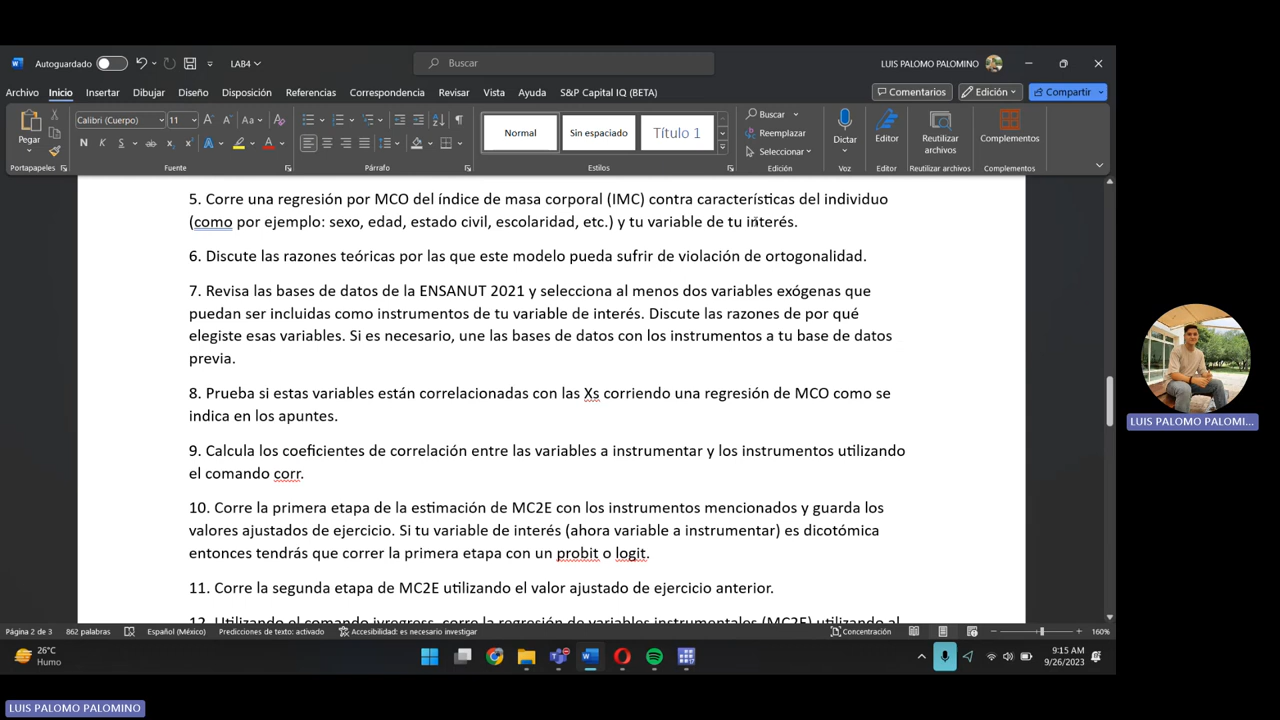 Autoguardado
LAB4
Buscar
LUIS PALOMO PALOMINO
Archivo Inicio Insertar Dibujar Diseño Disposición Referencias Correspondencia Revisar Vista Ayuda S&P Capital IQ (BETA)
Comentarios Edición Compartir
Pegar
Calibri (Cuerpo) 11
Normal Sin espaciado Título 1
Buscar
Reemplazar
Seleccionar
Dictar Editor Reutilizar archivos Complementos
Portapapeles Fuente Párrafo Estilos Edición Voz Editor Reutilizar archivos Complementos
5. Corre una regresión por MCO del índice de masa corporal (IMC) contra características del individuo
(como por ejemplo: sexo, edad, estado civil, escolaridad, etc.) y tu variable de tu interés.
6. Discute las razones teóricas por las que este modelo pueda sufrir de violación de ortogonalidad.
7. Revisa las bases de datos de la ENSANUT 2021 y selecciona al menos dos variables exógenas que
puedan ser incluidas como instrumentos de tu variable de interés. Discute las razones de por qué
elegiste esas variables. Si es necesario, une las bases de datos con los instrumentos a tu base de datos
previa.
8. Prueba si estas variables están correlacionadas con las Xs corriendo una regresión de MCO como se
indica en los apuntes.
9. Calcula los coeficientes de correlación entre las variables a instrumentar y los instrumentos utilizando
el comando corr.
10. Corre la primera etapa de la estimación de MC2E con los instrumentos mencionados y guarda los
valores ajustados de ejercicio. Si tu variable de interés (ahora variable a instrumentar) es dicotómica
entonces tendrás que correr la primera etapa con un probit o logit.
11. Corre la segunda etapa de MC2E utilizando el valor ajustado de ejercicio anterior.
12. Utilizando el comando ivregress, corre la regresión de variables instrumentales (MC2E) utilizando al
LUIS PALOMO PALOMI...
Página 2 de 3 862 palabras Español (México) Predicciones de texto: activado Accesibilidad: es necesario investigar Concentración 160%
26°C
Humo
9:15 AM
9/26/2023
LUIS PALOMO PALOMINO